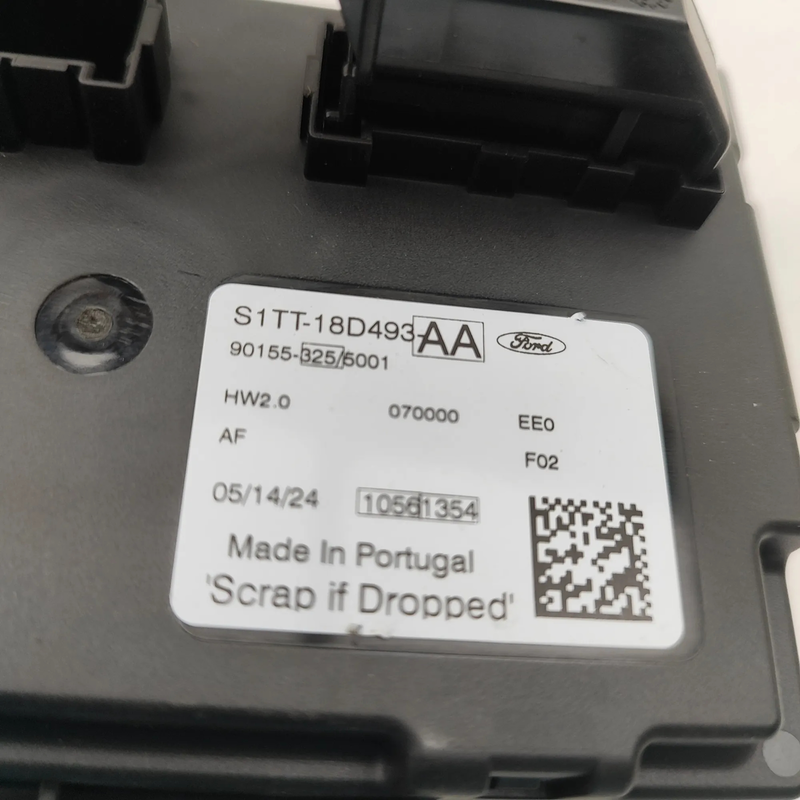 S1TT-18D493-AA Ford
90155-325/5001
HW2.0 070000 EE0
AF F02
05/14/24 10561354
Made In Portugal
'Scrap if Dropped'